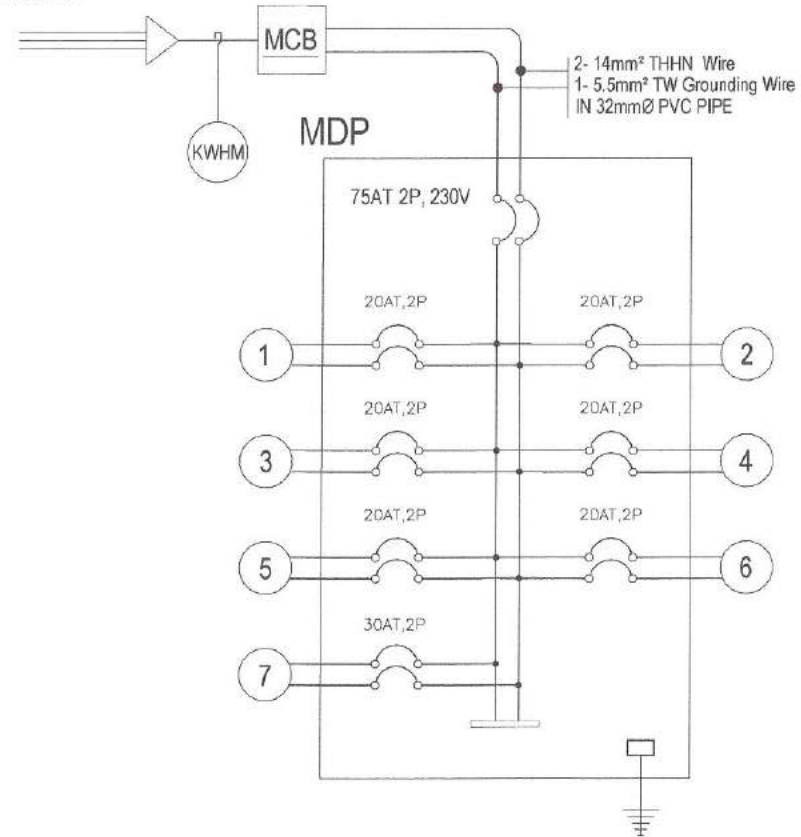 MCB
2- 14mm² THHN Wire
1- 5.5mm² TW Grounding Wire
IN 32mmØ PVC PIPE
KWHM
MDP
75AT 2P, 230V
20AT,2P
20AT,2P
1
2
20AT,2P
20AT,2P
3
4
20AT,2P
20AT,2P
5
6
30AT,2P
7